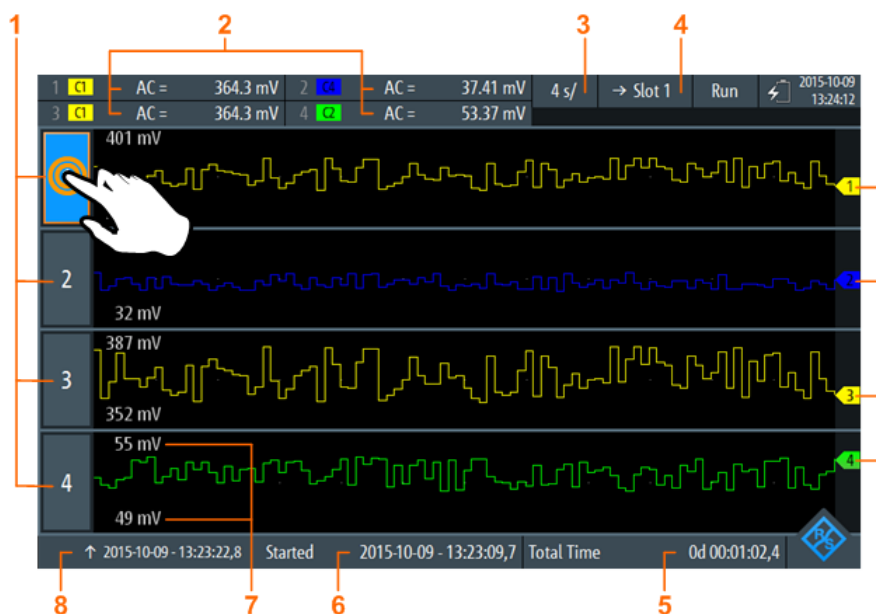 1 2 3 4
1 C1 AC = 364.3 mV 2 C4 AC = 37.41 mV 4 s/ → Slot 1 Run 2015-10-09
3 C1 AC = 364.3 mV 4 C2 AC = 53.37 mV 13:24:12
401 mV
1
2
32 mV
2
387 mV
3
352 mV
3
55 mV
4
49 mV
4
↑ 2015-10-09 - 13:23:22,8 Started 2015-10-09 - 13:23:09,7 Total Time 0d 00:01:02,4 R&S
8 7 6 5